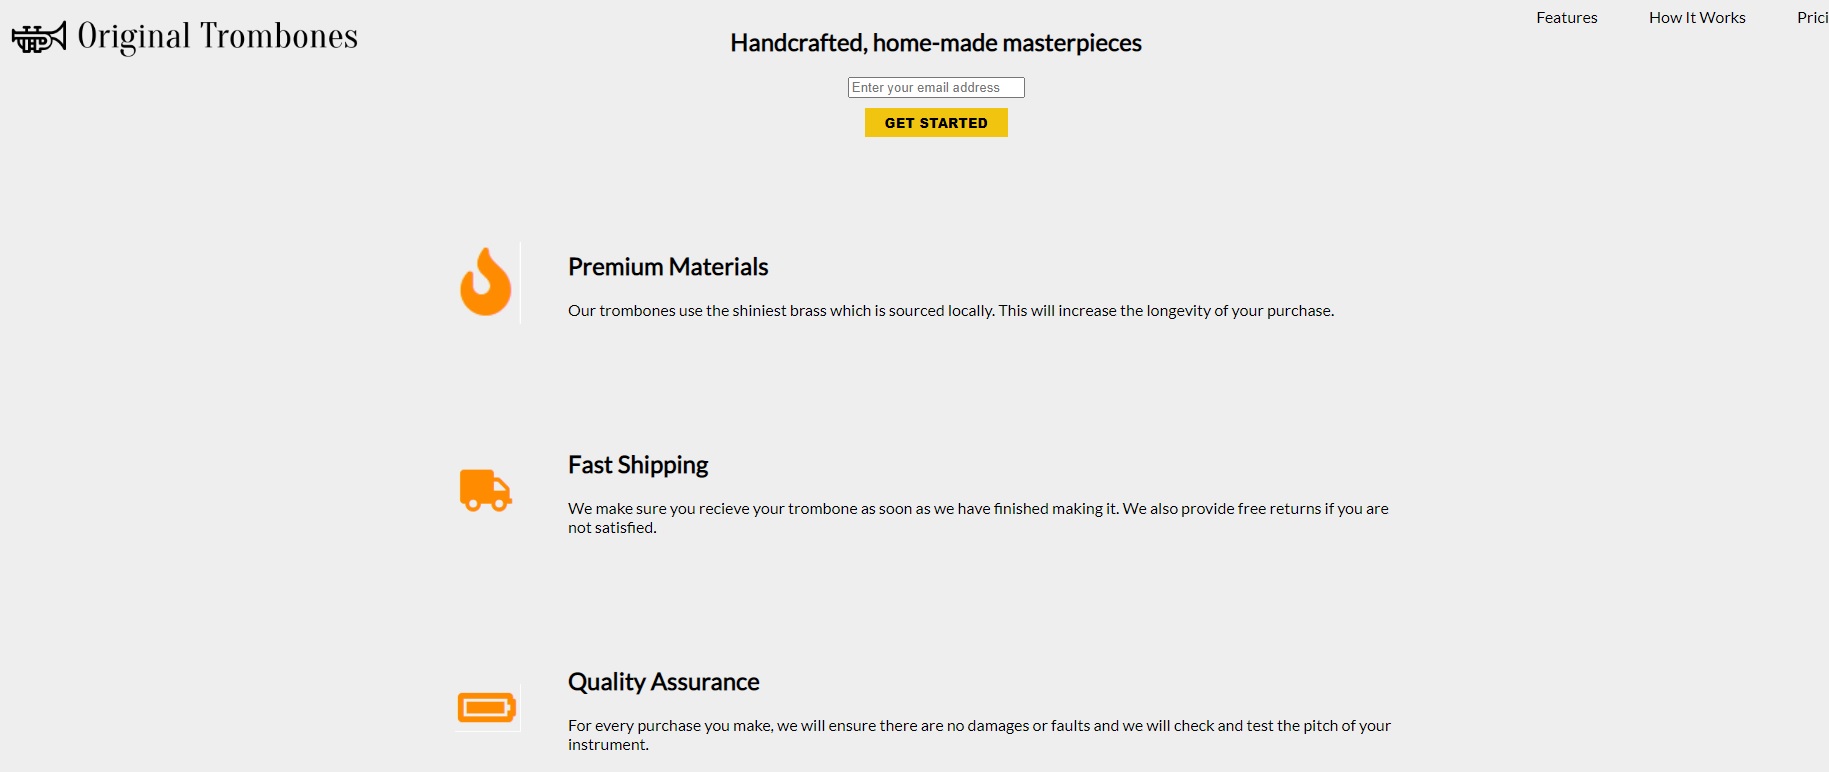 Original Trombones
Features How It Works Prici
Handcrafted, home-made masterpieces
Enter your email address
GET STARTED
Premium Materials
Our trombones use the shiniest brass which is sourced locally. This will increase the longevity of your purchase.
Fast Shipping
We make sure you recieve your trombone as soon as we have finished making it. We also provide free returns if you are
not satisfied.
Quality Assurance
For every purchase you make, we will ensure there are no damages or faults and we will check and test the pitch of your
instrument.